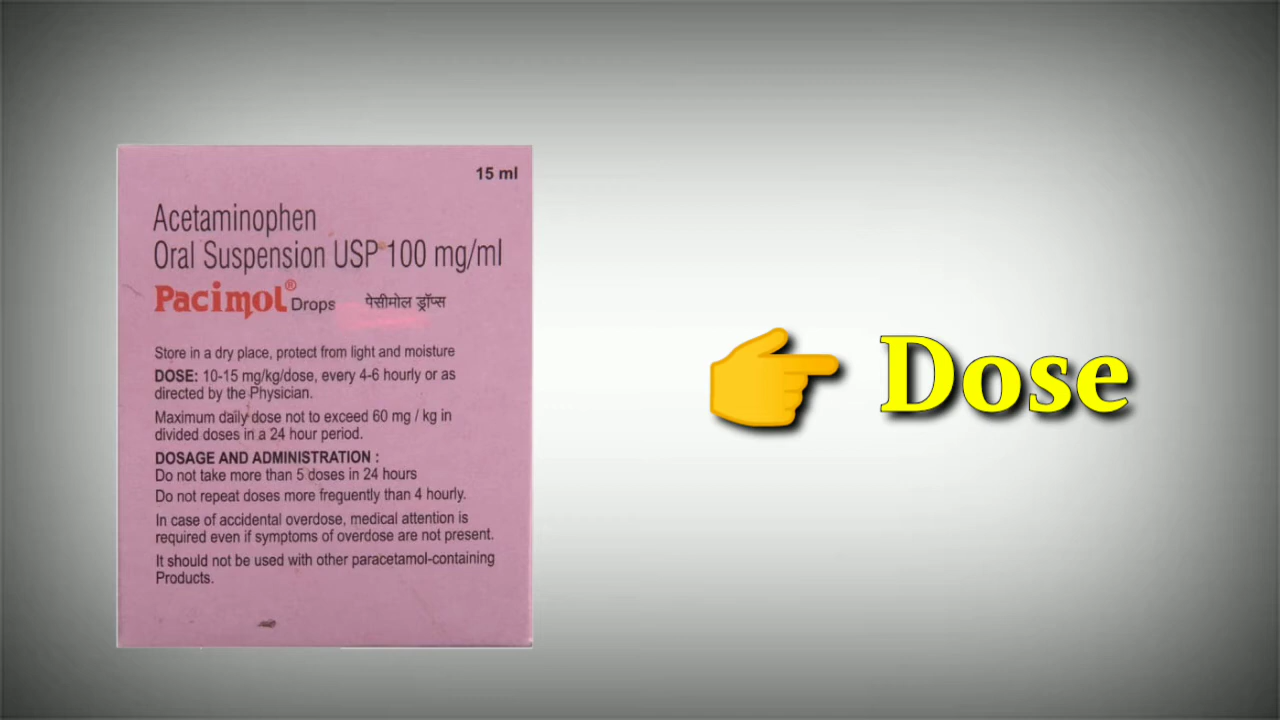 15 ml
Acetaminophen
Oral Suspension USP 100 mg/ml
Pacimol® Drops पेसीमोल ड्रॉप्स
Store in a dry place, protect from light and moisture
DOSE: 10-15 mg/kg/dose, every 4-6 hourly or as
directed by the Physician.
Maximum daily dose not to exceed 60 mg / kg in
divided doses in a 24 hour period.
DOSAGE AND ADMINISTRATION :
Do not take more than 5 doses in 24 hours
Do not repeat doses more frequently than 4 hourly.
In case of accidental overdose, medical attention is
required even if symptoms of overdose are not present.
It should not be used with other paracetamol-containing
Products.
Dose